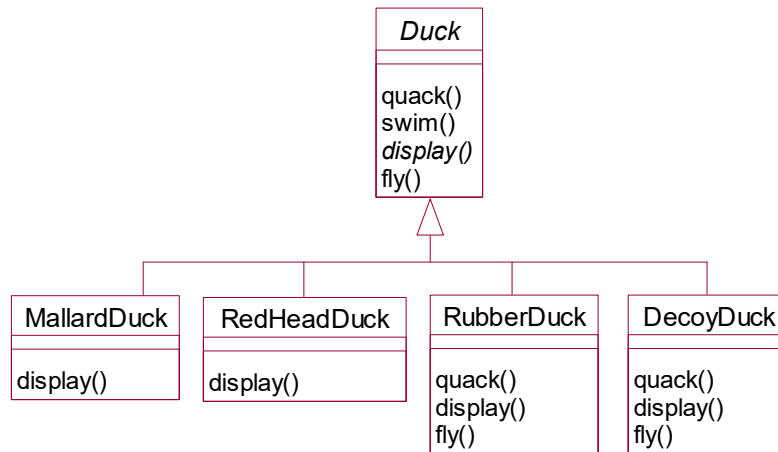 Duck
quack()
swim()
display()
fly()
MallardDuck
display()
RedHeadDuck
display()
RubberDuck
quack()
display()
fly()
DecoyDuck
quack()
display()
fly()